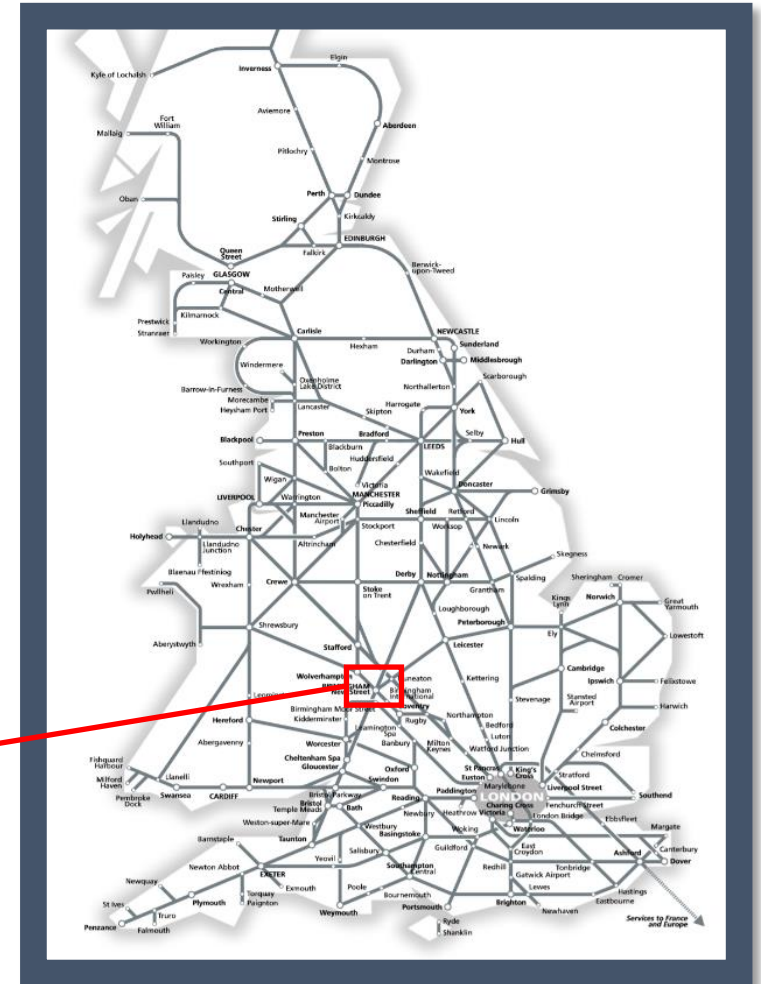 Elgin
Inverness
Kyle of Lochalsh
Aviemore
Fort
William
Mallaig
Aberdeen
Pitlochry
Montrose
Perth
Dundee
Oban
Stirling
Kirkcaldy
EDINBURGH
Queen
Street
Falkirk
Berwick-
upon-Tweed
Paisley
GLASGOW
Central
Motherwell
Prestwick
Kilmarnock
Stranraer
Carlisle
NEWCASTLE
Workington
Hexham
Sunderland
Durham
Darlington
Middlesbrough
Windermere
Scarborough
Oxenholme
Lake District
Barrow-in-Furness
Northallerton
Morecambe
Heysham Port
Lancaster
Harrogate
York
Skipton
Blackpool
Preston
Bradford
Selby
Hull
Blackburn
LEEDS
Huddersfield
Southport
Bolton
Wakefield
Wigan
Victoria
Doncaster
Grimsby
LIVERPOOL
Warrington
MANCHESTER
Piccadilly
Manchester
Airport
Sheffield
Retford
Lincoln
Llandudno
Stockport
Worksop
Holyhead
Chester
Llandudno
Junction
Altrincham
Chesterfield
Newark
Skegness
Blaenau Ffestiniog
Pwllheli
Wrexham
Crewe
Stoke
on Trent
Derby
Nottingham
Grantham
Spalding
Sheringham
Cromer
Kings
Lynn
Norwich
Great
Yarmouth
Loughborough
Shrewsbury
Peterborough
Ely
Lowestoft
Aberystwyth
Stafford
Leicester
Wolverhampton
Nuneaton
Cambridge
Kettering
Ipswich
Felixstowe
BIRMINGHAM
New Street
Birmingham
International
Leominster
Stansted
Airport
Stevenage
Harwich
Birmingham Moor Street
Coventry
Kidderminster
Rugby
Northampton
Hereford
Leamington
Spa
Bedford
Colchester
Abergavenny
Worcester
Banbury
Milton
Keynes
Luton
Watford Junction
Chelmsford
Cheltenham Spa
Gloucester
Oxford
St Pancras
Euston
King's
Cross
Stratford
Fishguard
Harbour
Milford
Haven
Llanelli
Newport
Swindon
Marylebone
Liverpool Street
Pembroke
Dock
Swansea
CARDIFF
Bristol Parkway
Reading
Paddington
LONDON
Southend
Bristol
Temple Meads
Bath
Charing Cross
Fenchurch Street
Newbury
Heathrow
Victoria
London Bridge
Ebbsfleet
Weston-super-Mare
Westbury
Basingstoke
Woking
Waterloo
Margate
Barnstaple
Taunton
Salisbury
Guildford
East
Croydon
Canterbury
Newton Abbot
Yeovil
Southampton
Central
Redhill
Tonbridge
Ashford
Dover
Gatwick Airport
EXETER
Newquay
Exmouth
Poole
Bournemouth
Lewes
Hastings
Torquay
Paignton
Eastbourne
St Ives
Plymouth
Portsmouth
Brighton
Newhaven
Truro
Weymouth
Ryde
Penzance
Falmouth
Shanklin
Services to France
and Europe